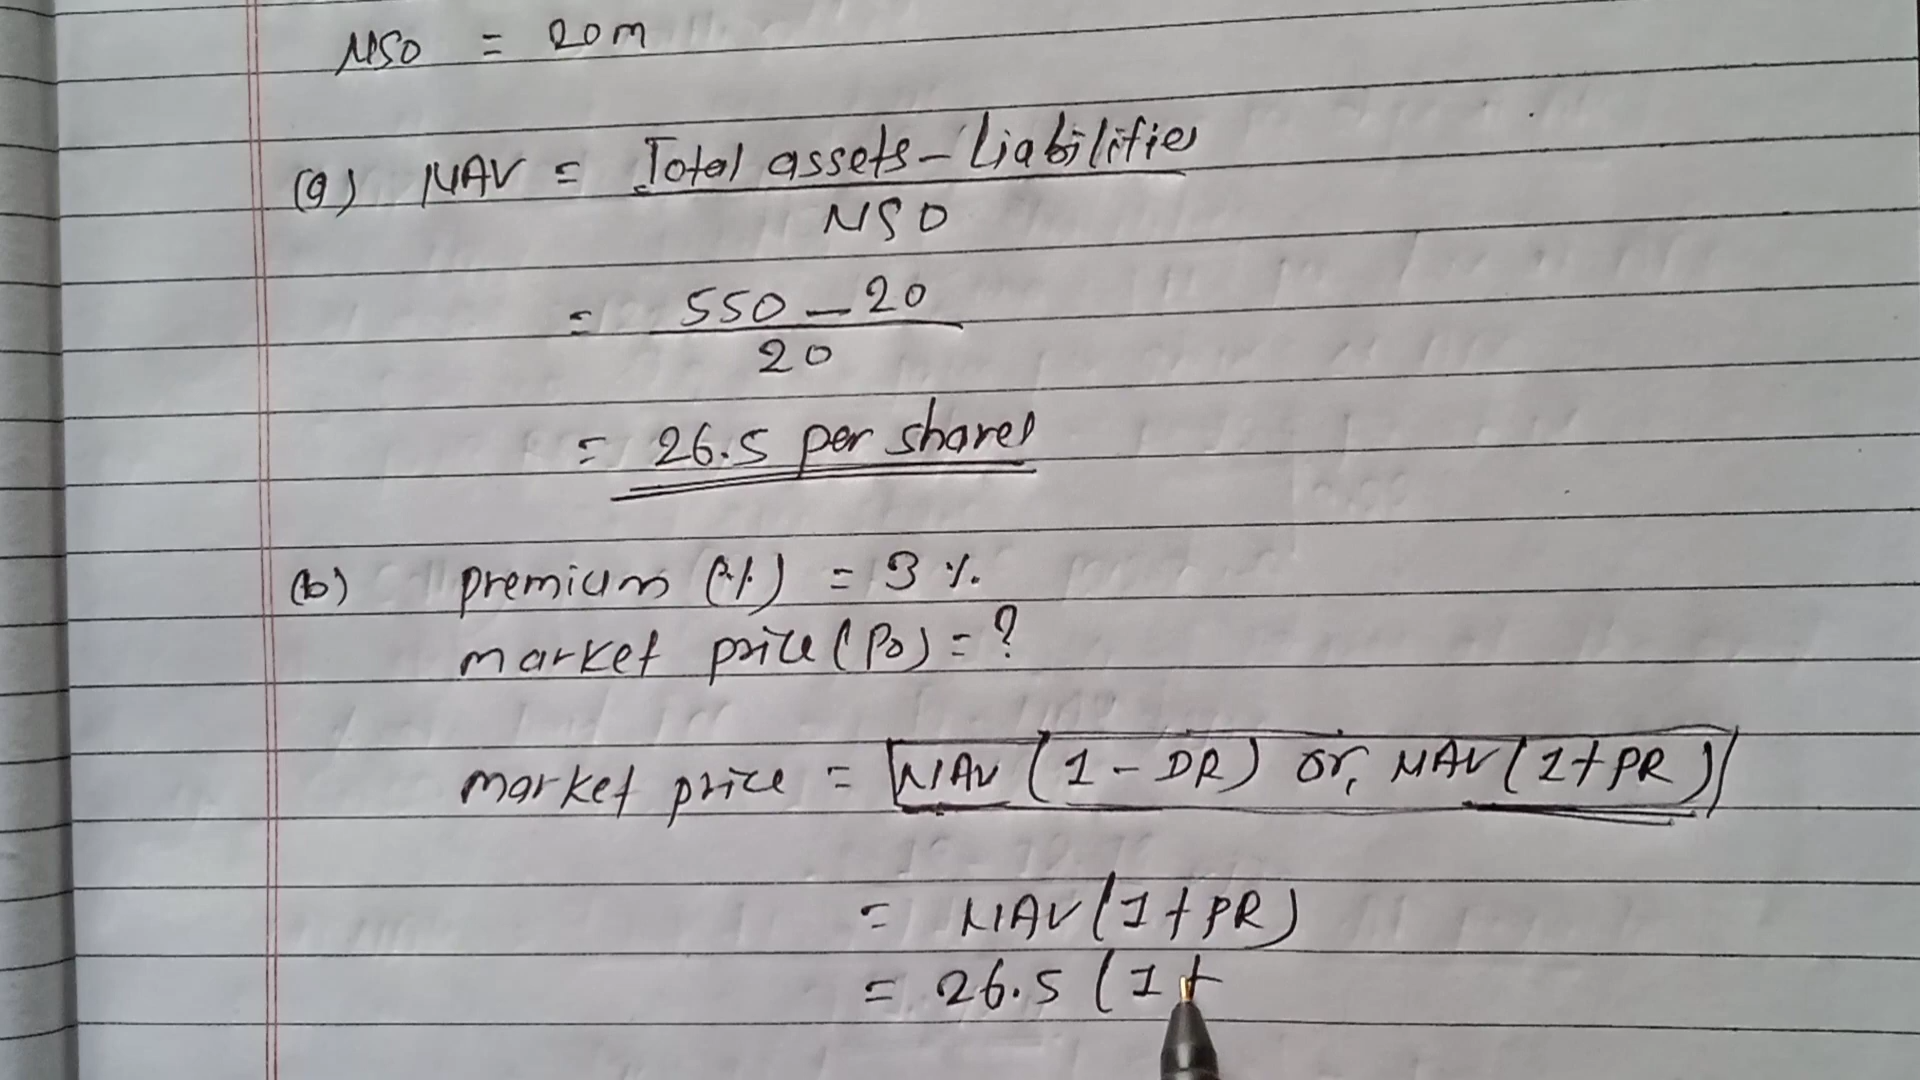 NSO = 20m
(a) NAV = Total assets - Liabilities
NSO
= 550 - 20
20
= 26.5 per shares
(b) premium (%) = 3 %.
market price (P0) = ?
market price = NAV (1 - DR) or, NAV (1 + PR)
= NAV (1 + PR)
= 26.5 (1 +